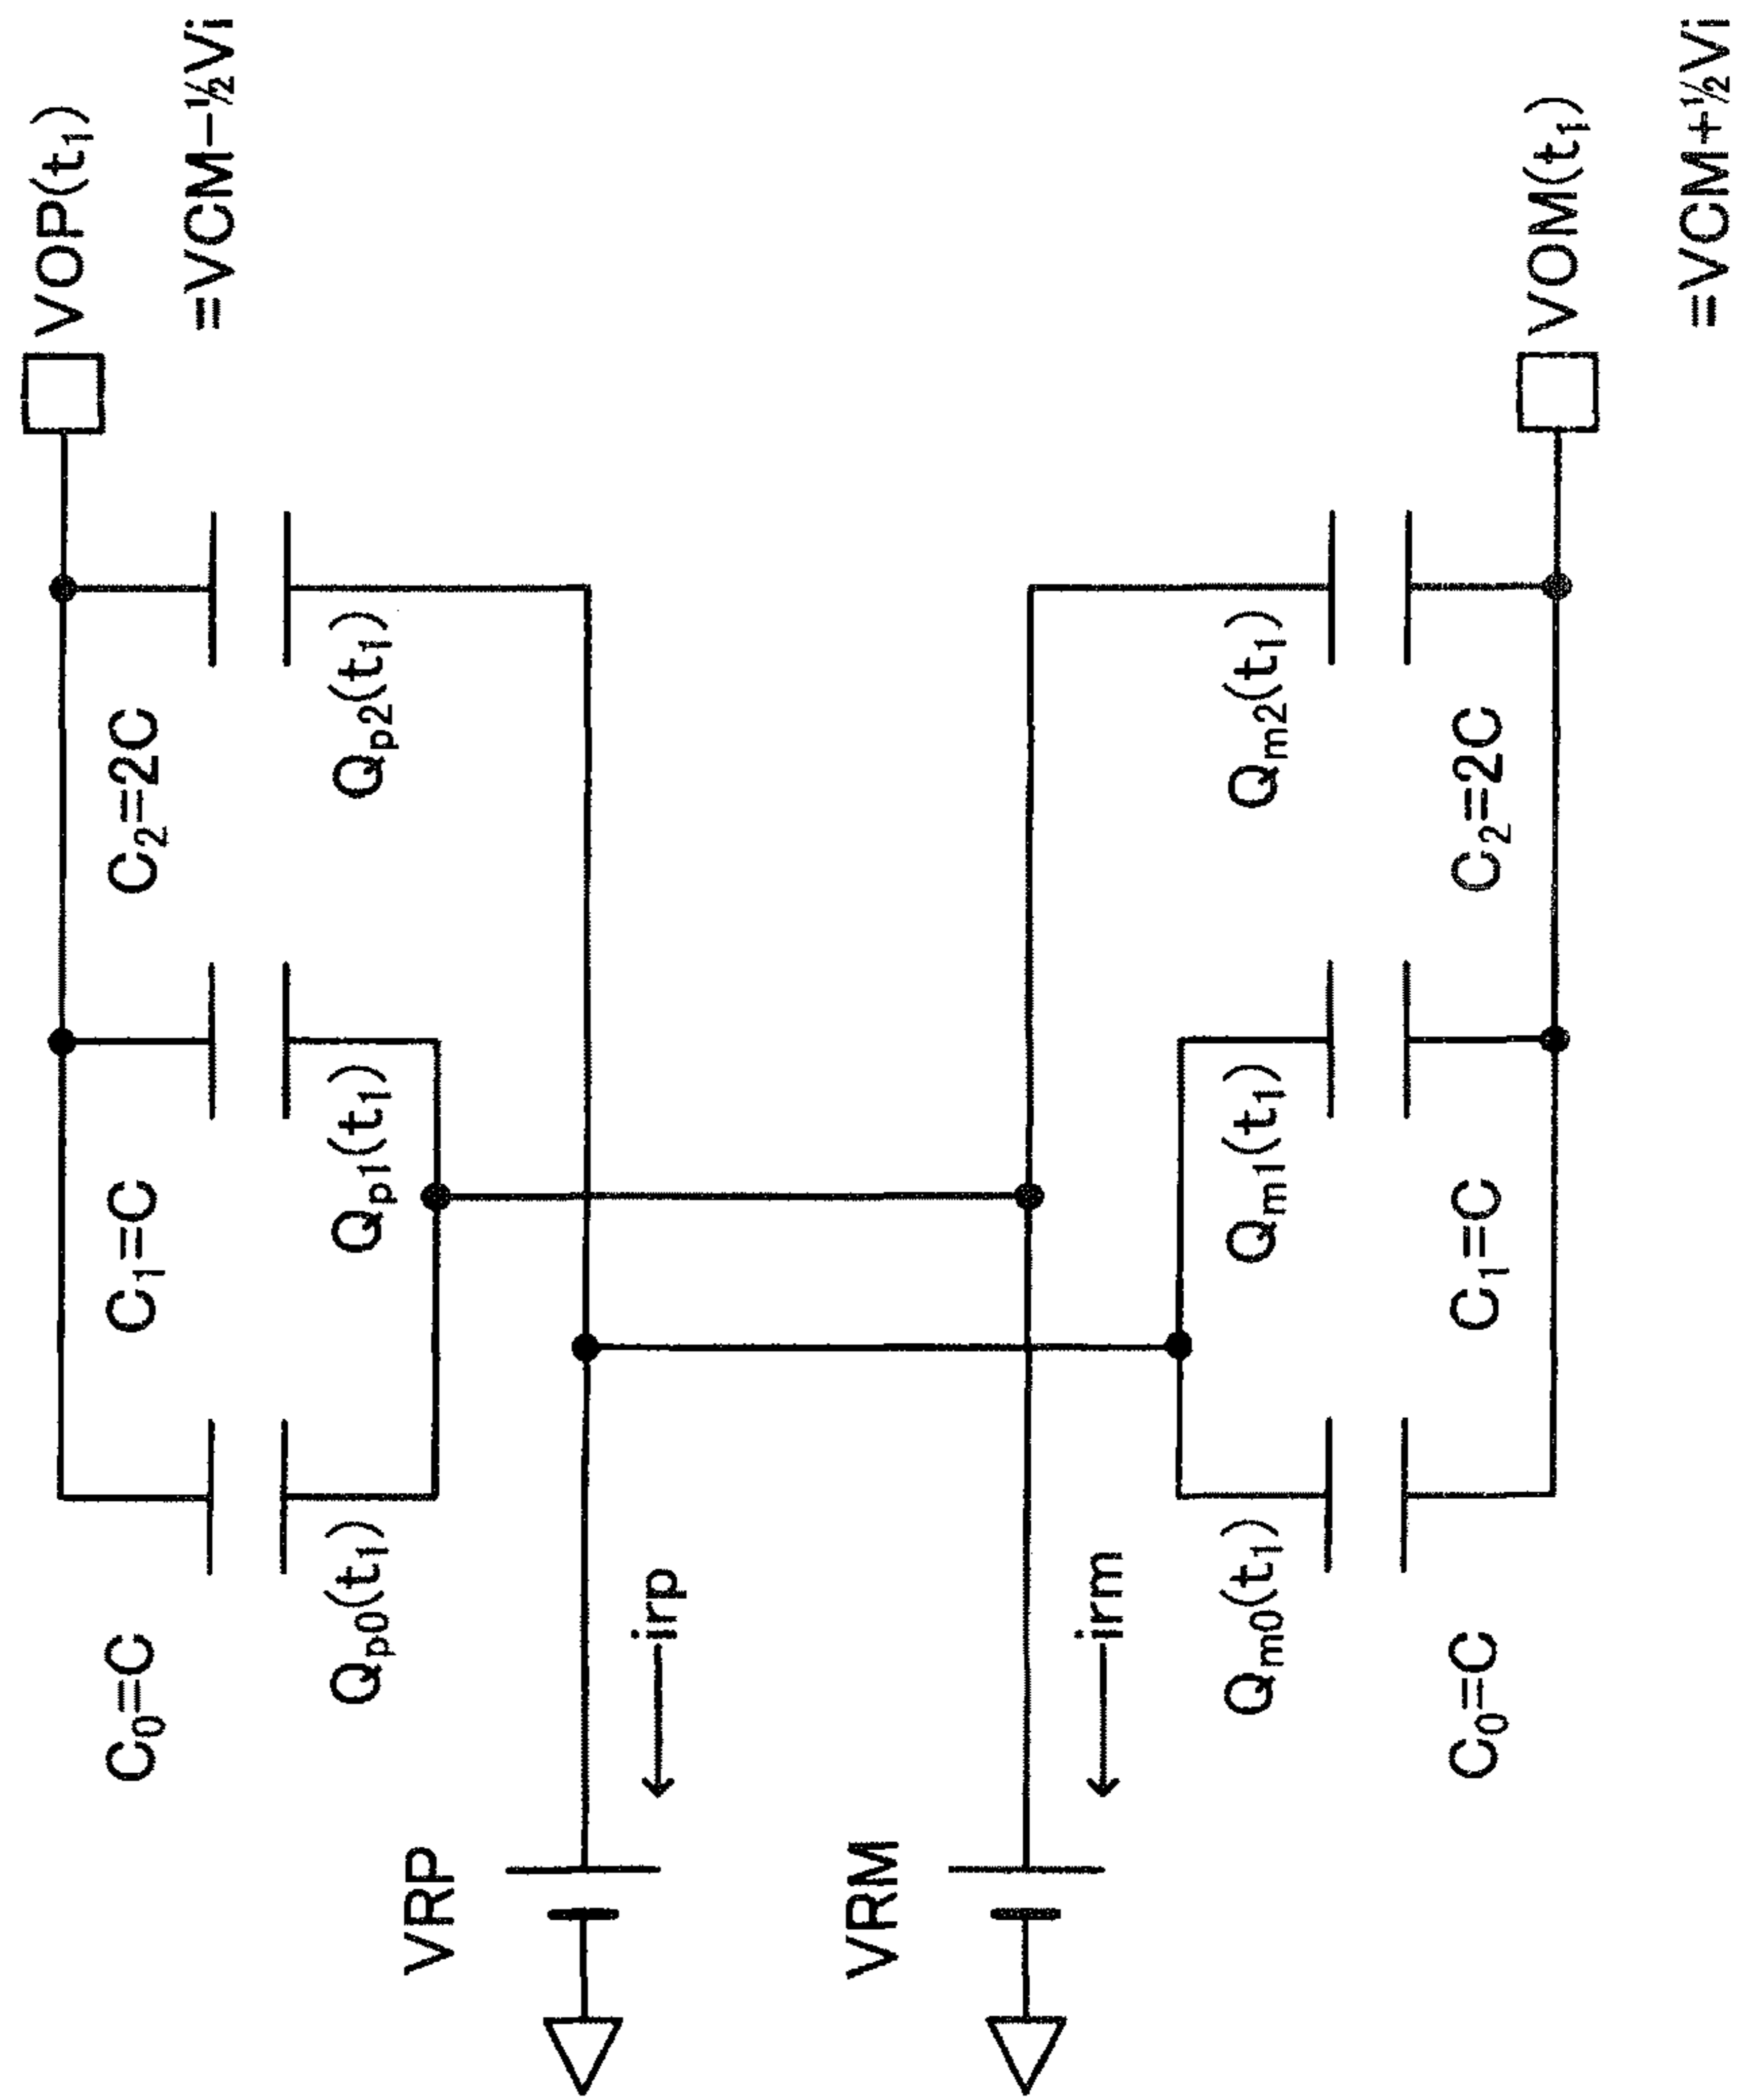 VOP(t₁)
C₀=C
C₁=C
C₂=2C
=VCM−½Vi
Qₚ₀(t₁)
Qₚ₁(t₁)
Qₚ₂(t₁)
VRP
irp
VRM
irm
Qₘ₀(t₁)
Qₘ₁(t₁)
Qₘ₂(t₁)
C₀=C
C₁=C
C₂=2C
VOM(t₁)
=VCM+½Vi